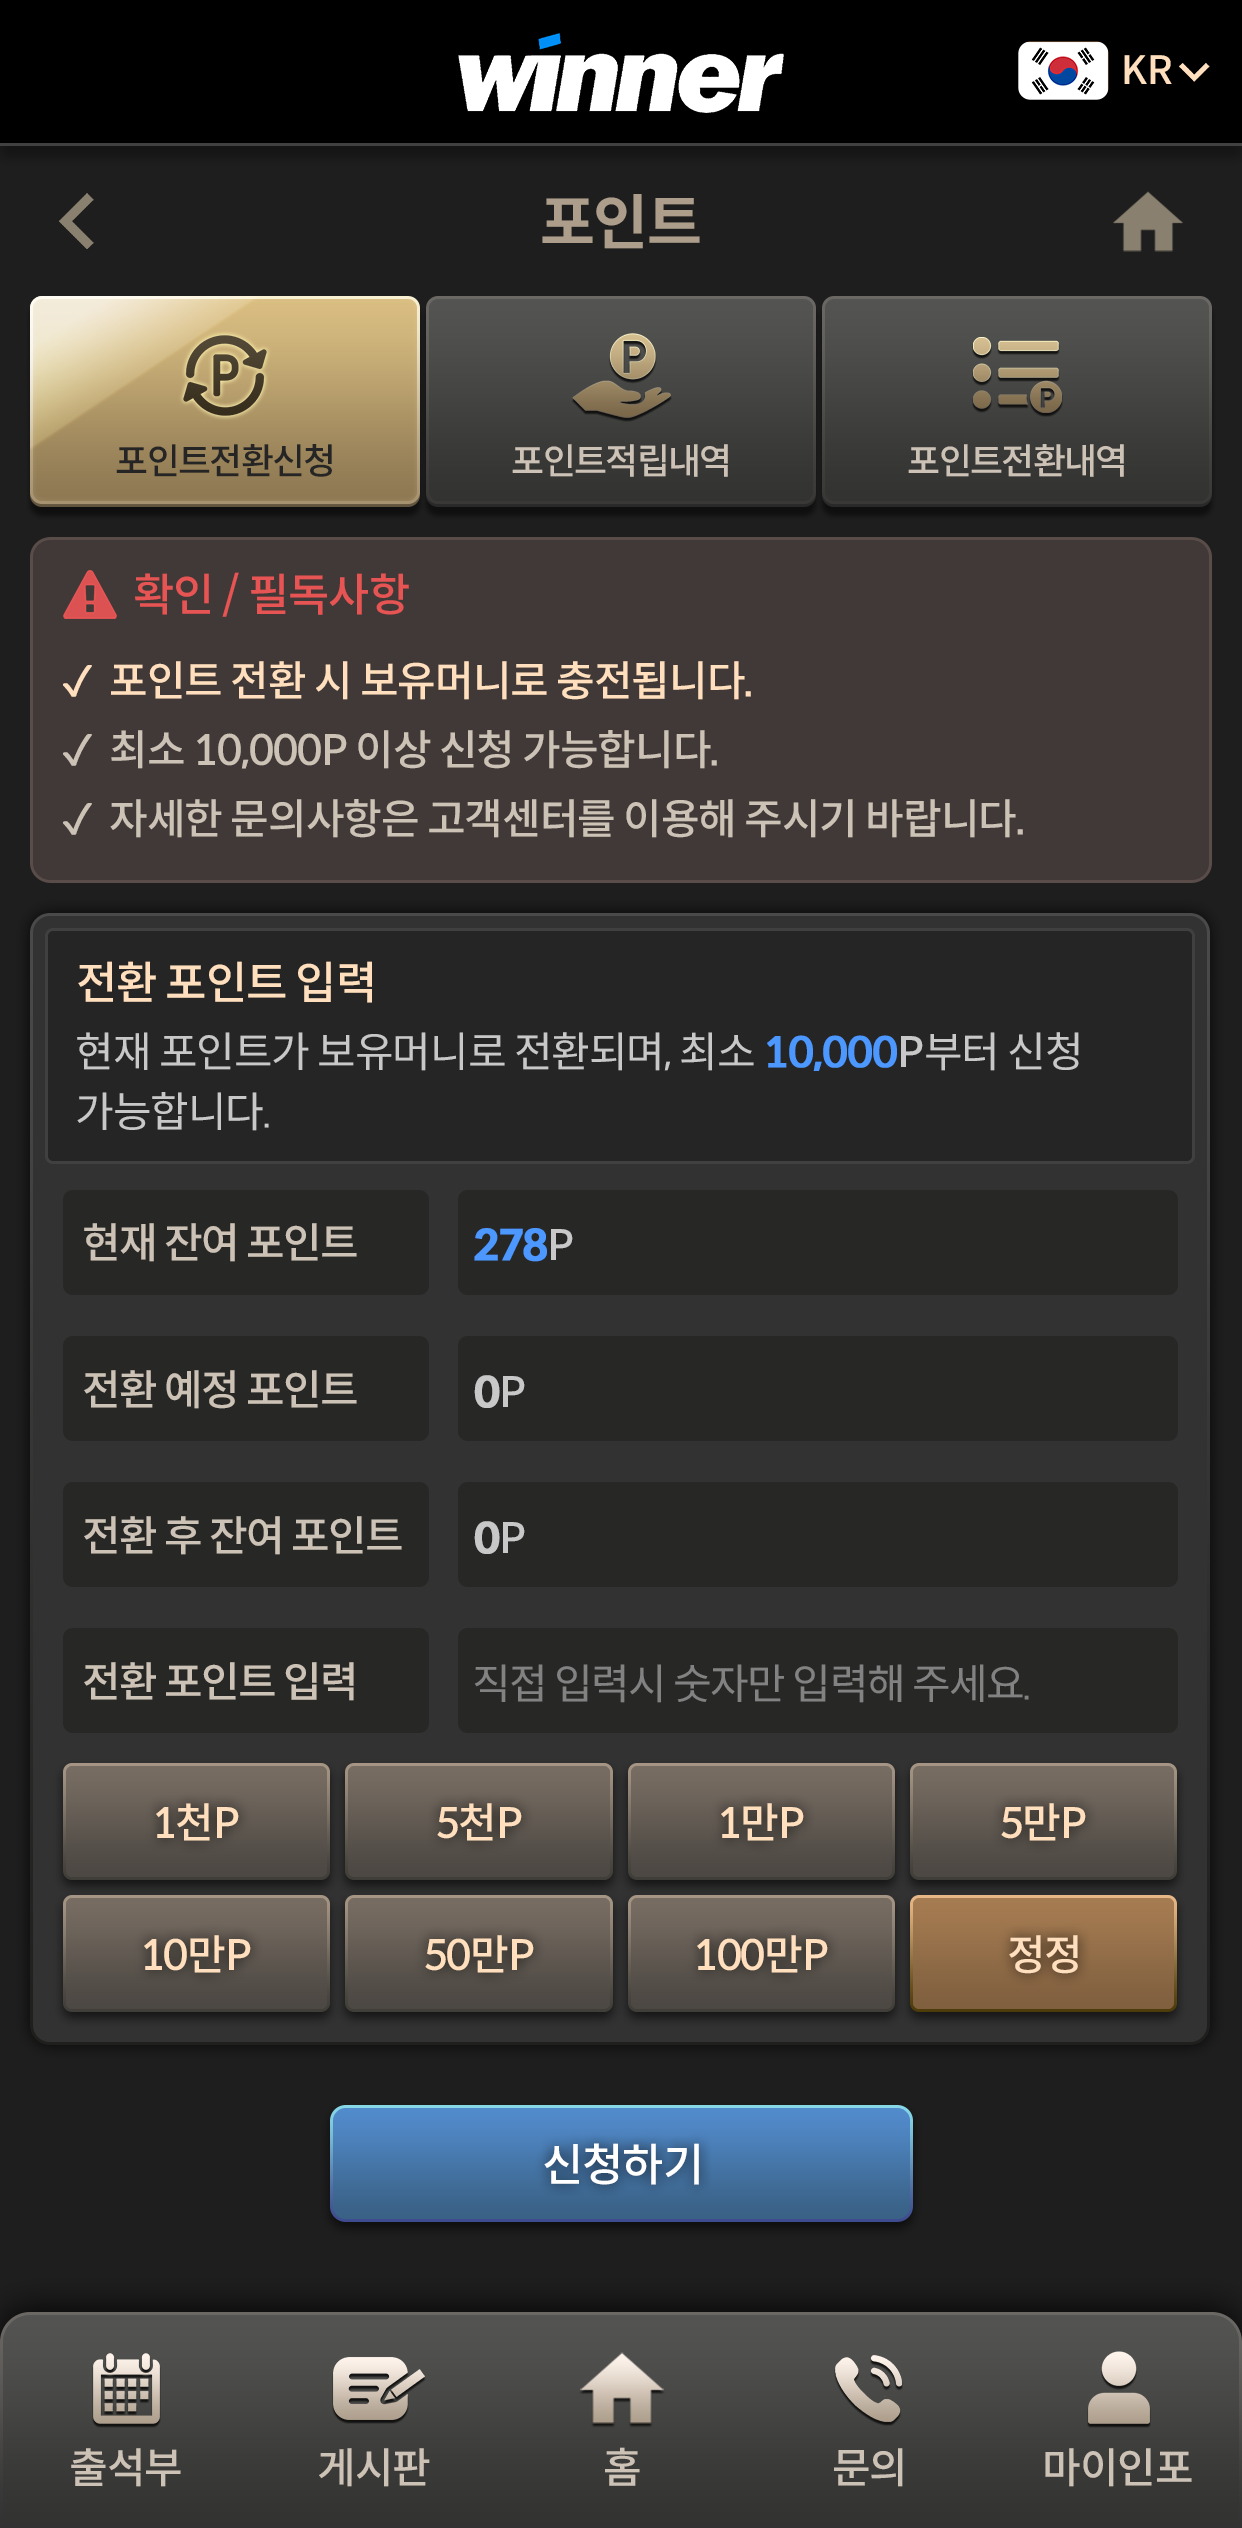 winner
KR
포인트
포인트전환신청
포인트적립내역
포인트전환내역
확인 / 필독사항
✓ 포인트 전환 시 보유머니로 충전됩니다.
✓ 최소 10,000P 이상 신청 가능합니다.
✓ 자세한 문의사항은 고객센터를 이용해 주시기 바랍니다.
전환 포인트 입력
현재 포인트가 보유머니로 전환되며, 최소 10,000P부터 신청
가능합니다.
현재 잔여 포인트
278P
전환 예정 포인트
0P
전환 후 잔여 포인트
0P
전환 포인트 입력
직접 입력시 숫자만 입력해 주세요.
1천P
5천P
1만P
5만P
10만P
50만P
100만P
정정
신청하기
출석부
게시판
홈
문의
마이인포